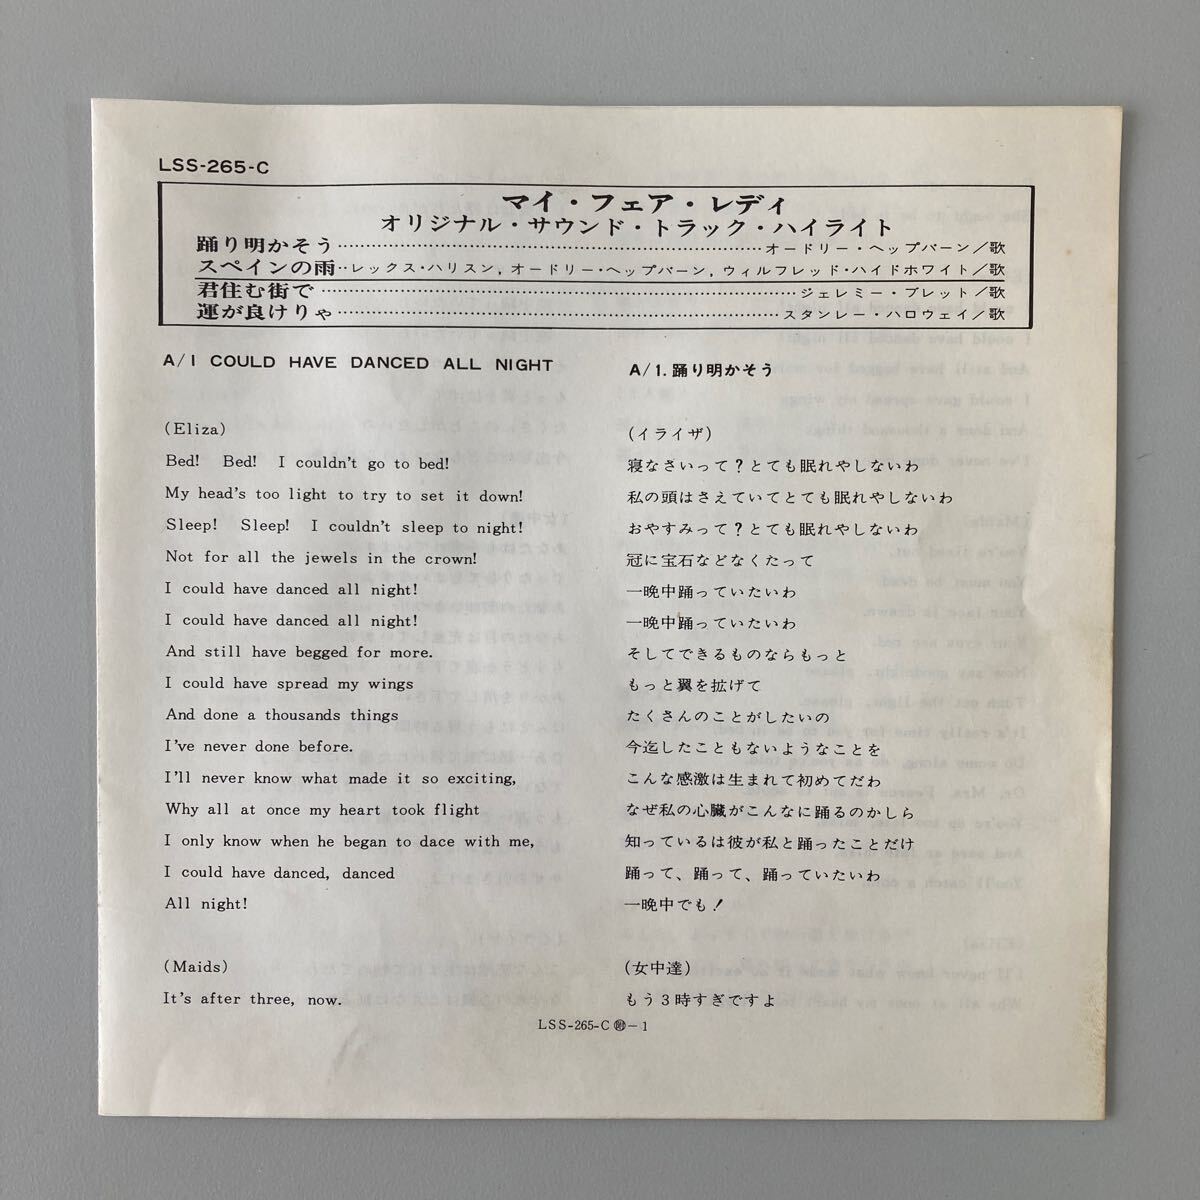 LSS-265-C
マイ・フェア・レディ
オリジナル・サウンド・トラック・ハイライト
踊り明かそう……オードリー・ヘップバーン／歌
スペインの雨‥レックス・ハリスン, オードリー・ヘップバーン, ウィルフレッド・ハイドホワイト／歌
君住む街で……ジェレミー・ブレット／歌
運が良けりゃ……スタンレー・ハロウェイ／歌
A/I COULD HAVE DANCED ALL NIGHT
(Eliza)
Bed! Bed! I couldn't go to bed!
My head's too light to try to set it down!
Sleep! Sleep! I couldn't sleep to night!
Not for all the jewels in the crown!
I could have danced all night!
I could have danced all night!
And still have begged for more.
I could have spread my wings
And done a thousands things
I've never done before.
I'll never know what made it so exciting,
Why all at once my heart took flight
I only know when he began to dace with me,
I could have danced, danced
All night!
(Maids)
It's after three, now.
A/1. 踊り明かそう
(イライザ)
寝なさいって？とても眠れやしないわ
私の頭はさえていてとても眠れやしないわ
おやすみって？とても眠れやしないわ
冠に宝石などなくたって
一晩中踊っていたいわ
一晩中踊っていたいわ
そしてできるものならもっと
もっと翼を拡げて
たくさんのことがしたいの
今迄したこともないようなことを
こんな感激は生まれて初めてだわ
なぜ私の心臓がこんなに踊るのかしら
知っているは彼が私と踊ったことだけ
踊って、踊って、踊っていたいわ
一晩中でも！
(女中達)
もう３時すぎですよ
LSS-265-C㊟-1